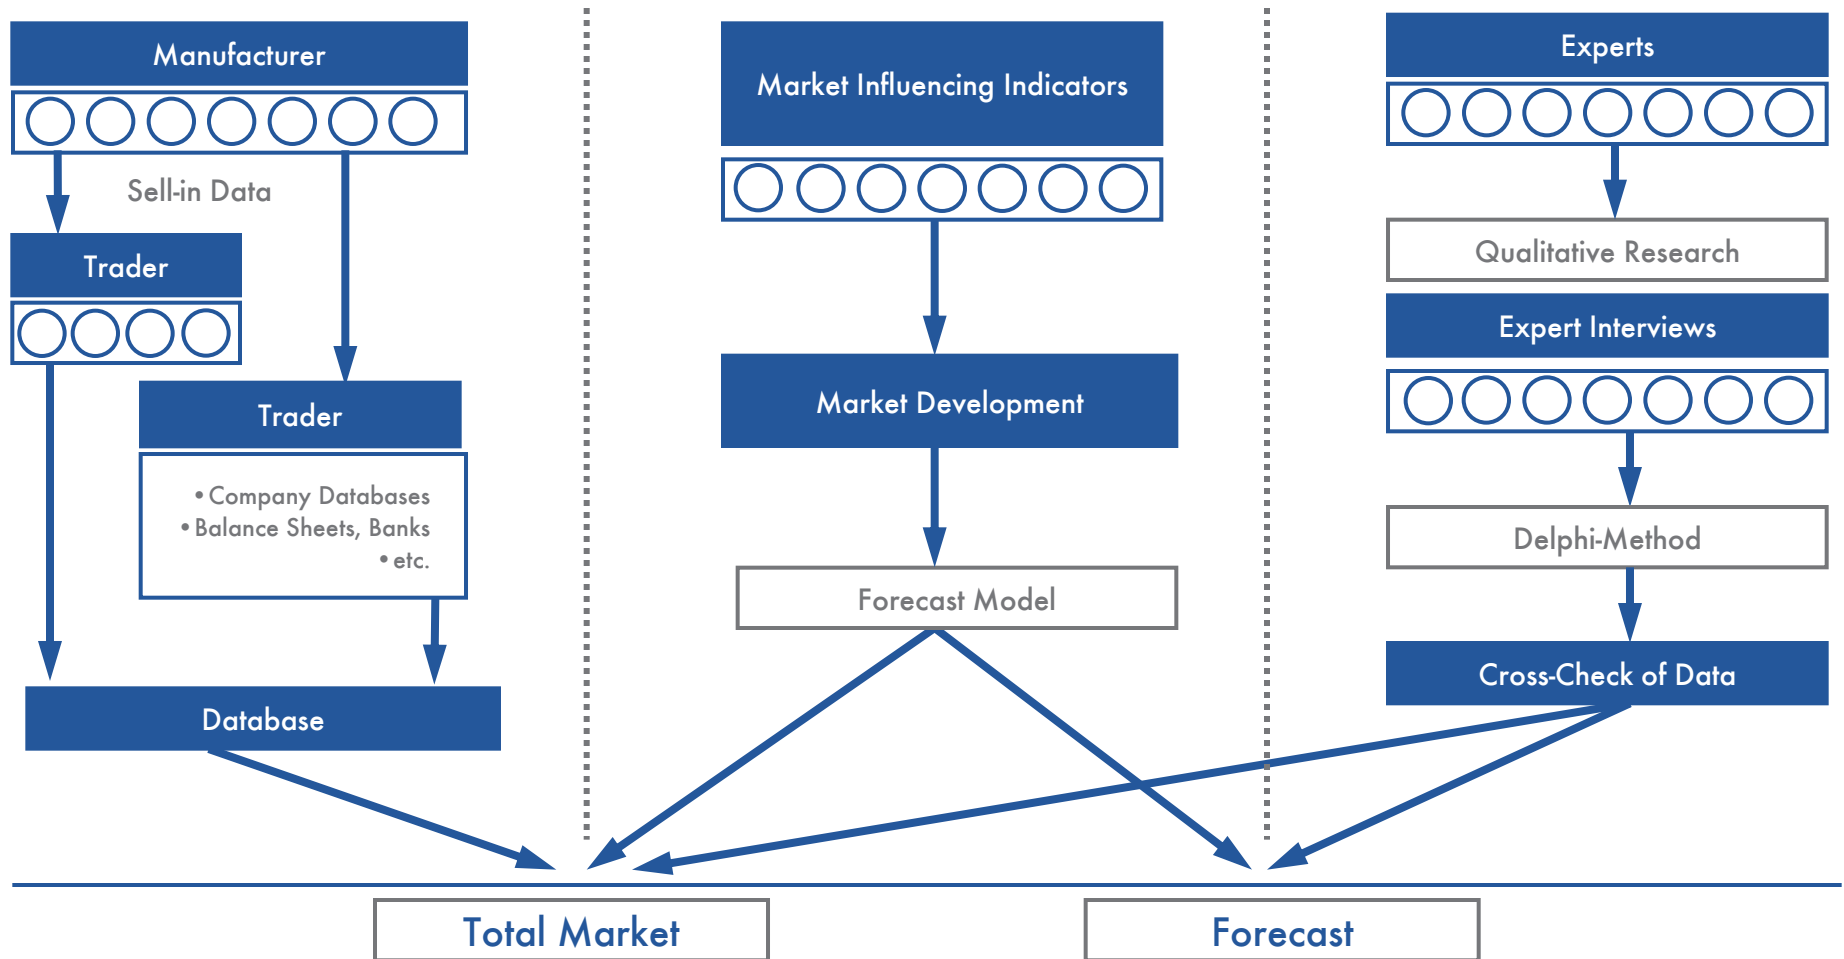 Manufacturer
Sell-in Data
Trader
Trader
•Company Databases
•Balance Sheets, Banks
•etc.
Database
Market Influencing Indicators
Market Development
Forecast Model
Experts
Qualitative Research
Expert Interviews
Delphi-Method
Cross-Check of Data
Total Market
Forecast